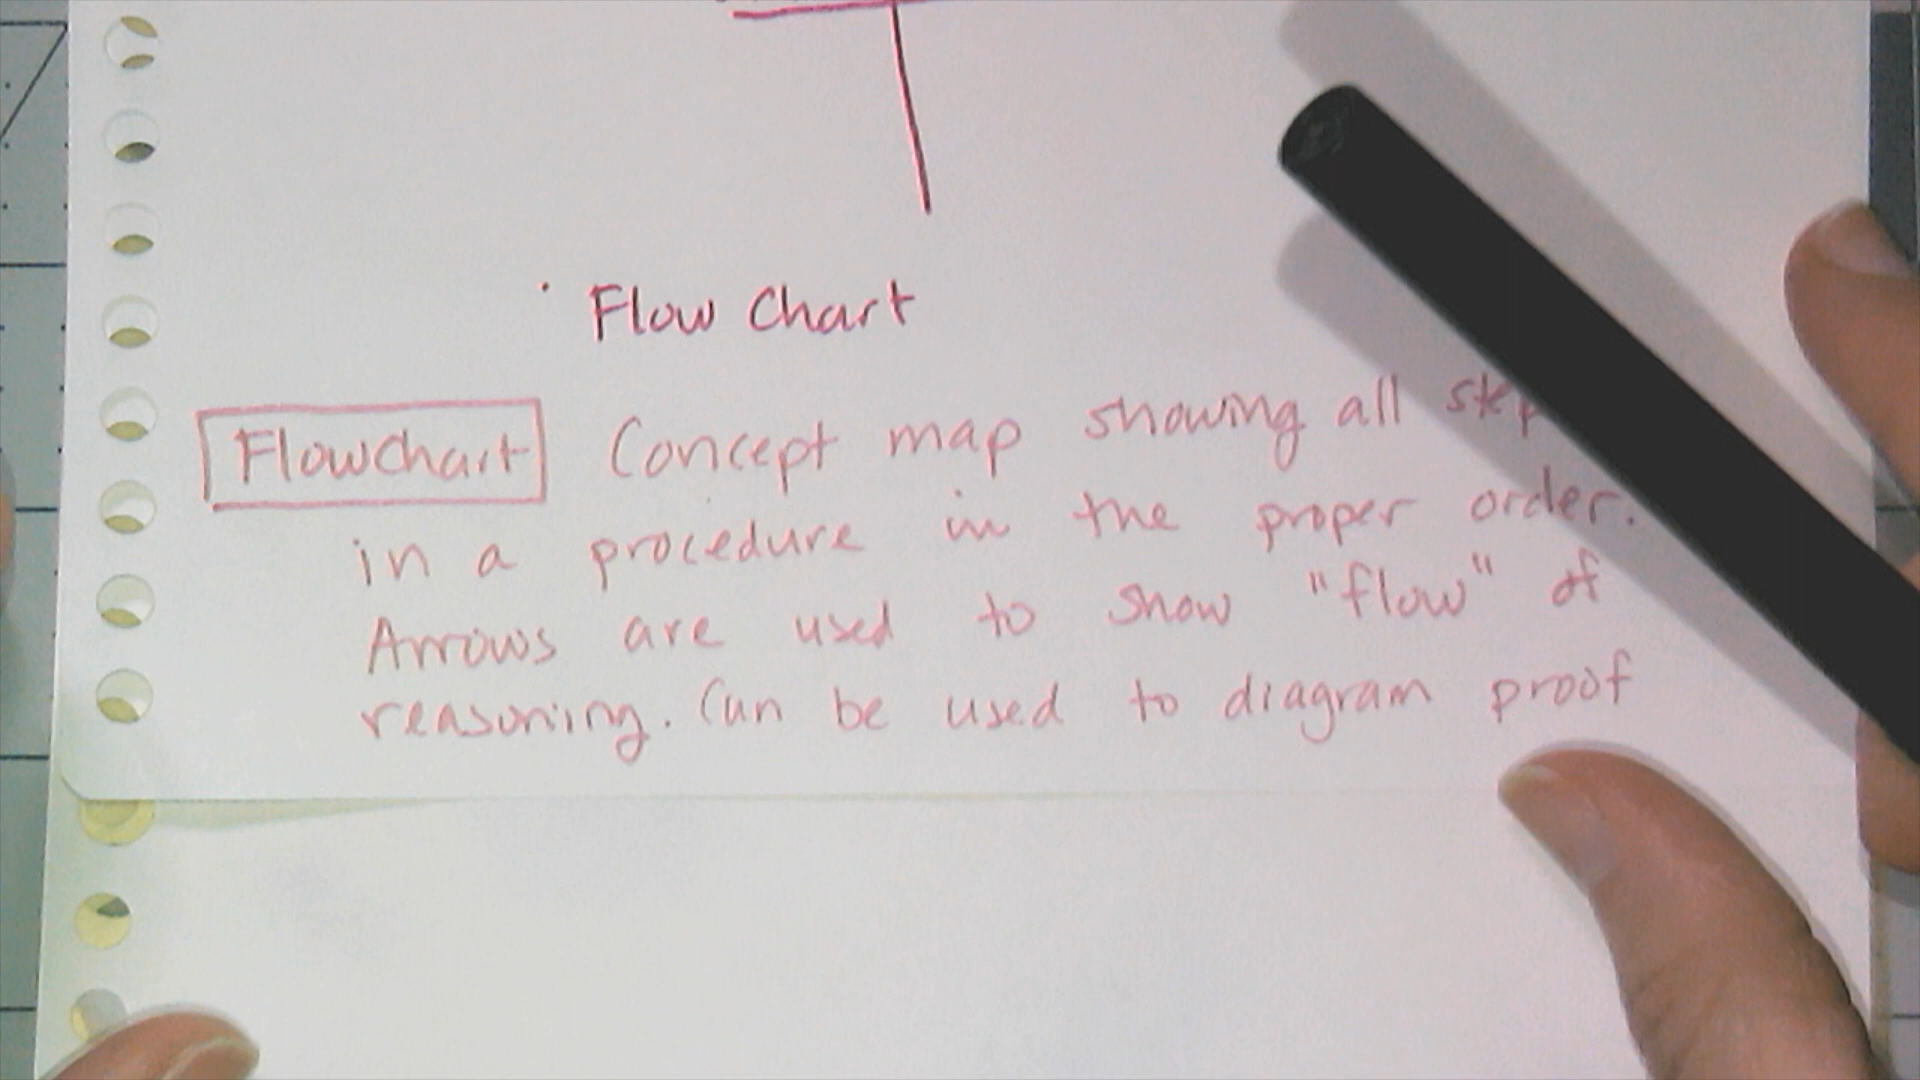 Flow Chart
Flowchart Concept map showing all
in a procedure in the proper order.
Arrows are used to show "flow" of
reasoning. Can be used to diagram proof